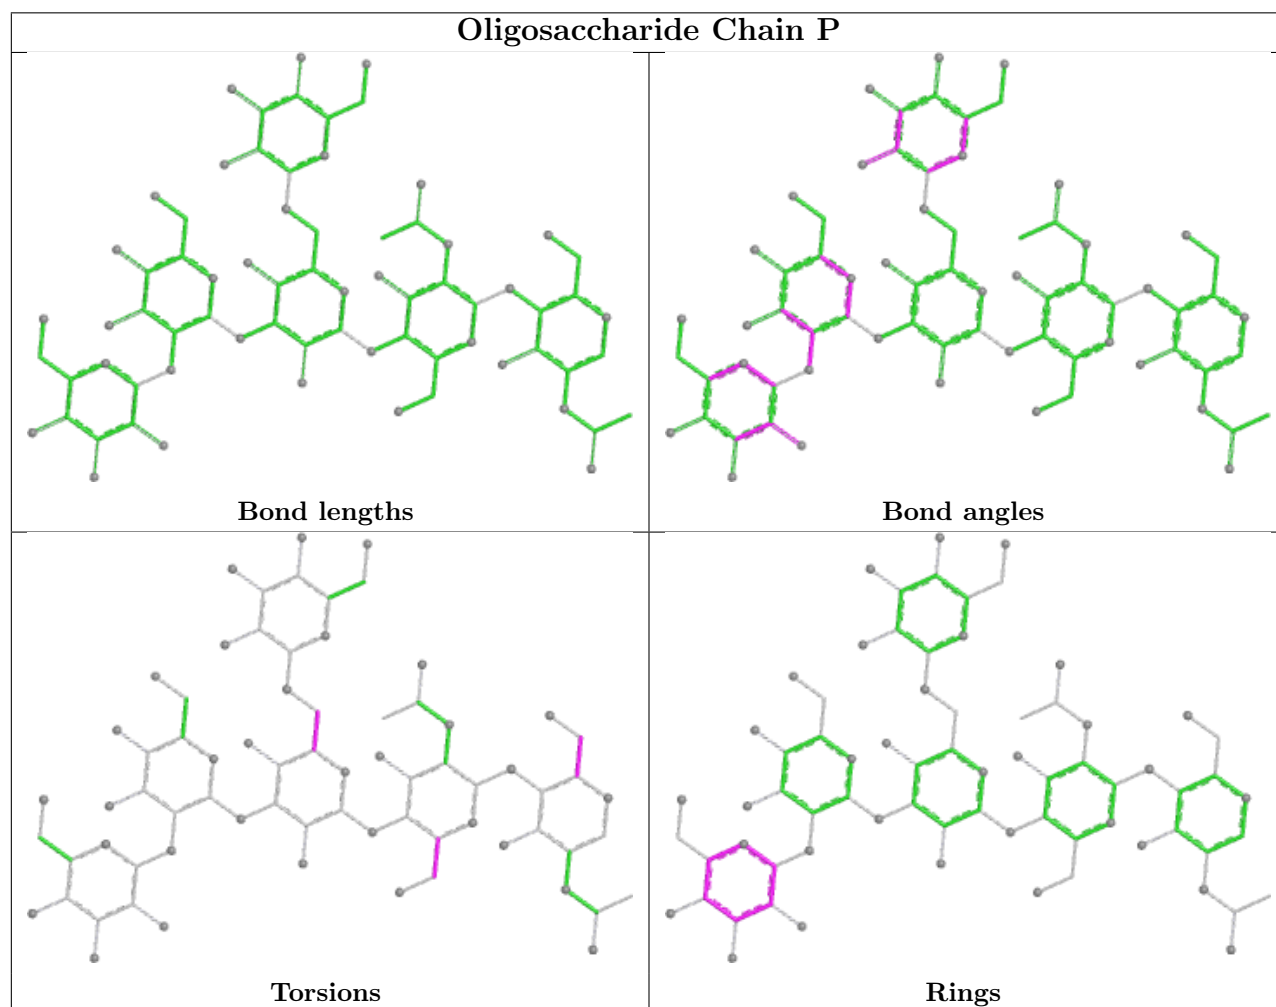 Oligosaccharide Chain P
Bond lengths
Bond angles
Torsions
Rings